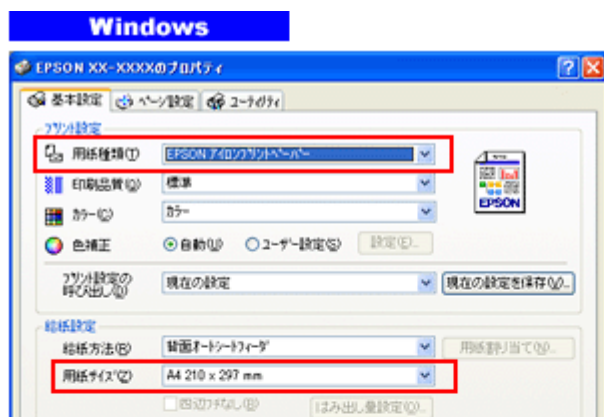 Windows
EPSON XX-XXXXのプロパティ
基本設定 ページ設定 ユーティリティ
プリント設定
用紙種類(T) EPSON アイロンプリントペーパー
印刷品質(Q) 標準
カラー(C) カラー
EPSON
色補正 自動(U) ユーザー設定(S) 設定(E)...
プリント設定の
呼び出し(L) 現在の設定 現在の設定を保存(V)...
給紙設定
給紙方法(R) 背面オートシートフィーダ 用紙割り当て(N)...
用紙サイズ(Z) A4 210 x 297 mm
四辺フチなし(B) はみ出し量設定(O)...